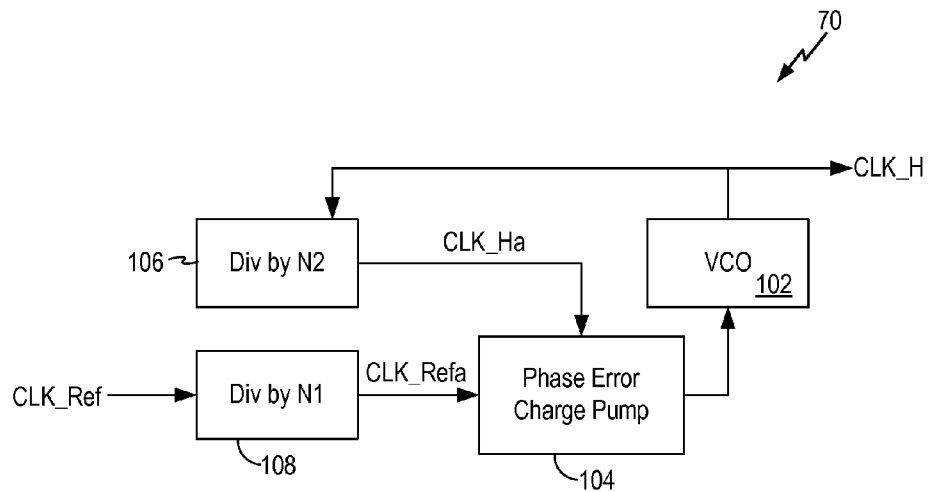 70
CLK_H
106
Div by N2
CLK_Ha
VCO
102
CLK_Ref
Div by N1
CLK_Refa
Phase Error
Charge Pump
108
104